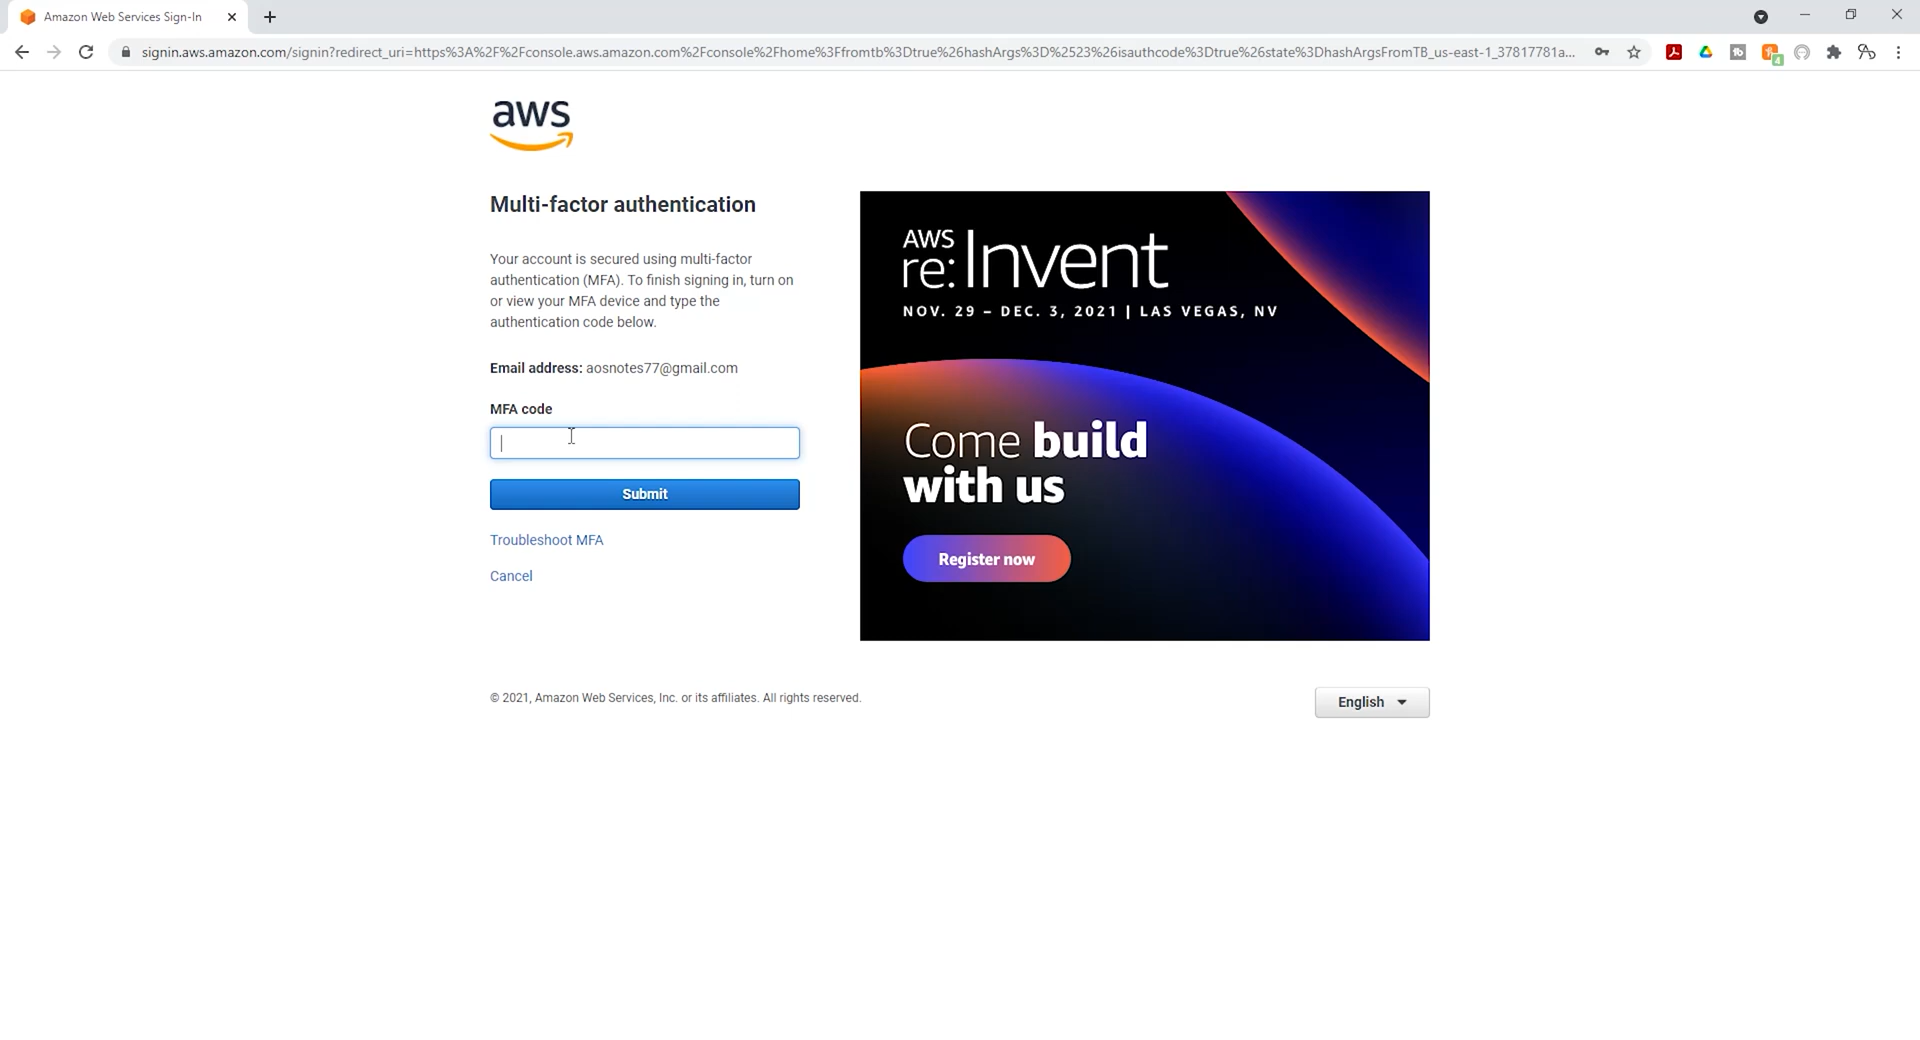 Amazon Web Services Sign-In
signin.aws.amazon.com/signin?redirect_uri=https%3A%2F%2Fconsole.aws.amazon.com%2Fconsole%2Fhome%3Ffromtb%3Dtrue%26hashArgs%3D%2523%26isauthcode%3Dtrue%26state%3DhashArgsFromTB_us-east-1_37817781a...
4
aws
Multi-factor authentication
Your account is secured using multi-factor
authentication (MFA). To finish signing in, turn on
or view your MFA device and type the
authentication code below.
Email address: aosnotes77@gmail.com
MFA code
Submit
Troubleshoot MFA
Cancel
AWS
re:Invent
NOV. 29 – DEC. 3, 2021 | LAS VEGAS, NV
Come build
with us
Register now
© 2021, Amazon Web Services, Inc. or its affiliates. All rights reserved.
English